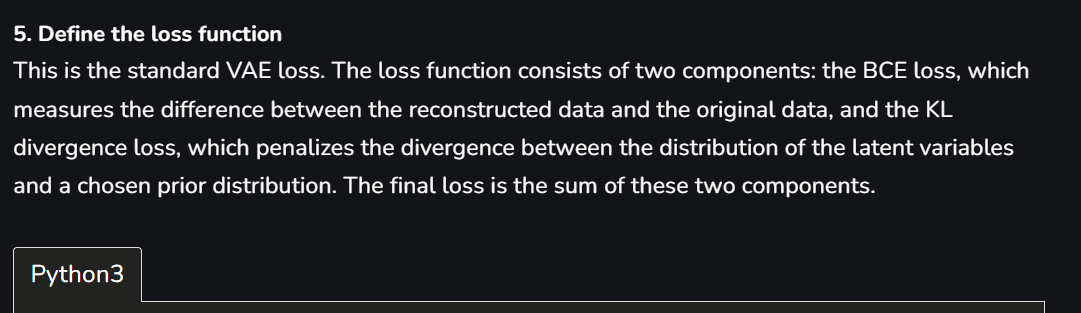 5. Define the loss function
This is the standard VAE loss. The loss function consists of two components: the BCE loss, which
measures the difference between the reconstructed data and the original data, and the KL
divergence loss, which penalizes the divergence between the distribution of the latent variables
and a chosen prior distribution. The final loss is the sum of these two components.
Python3